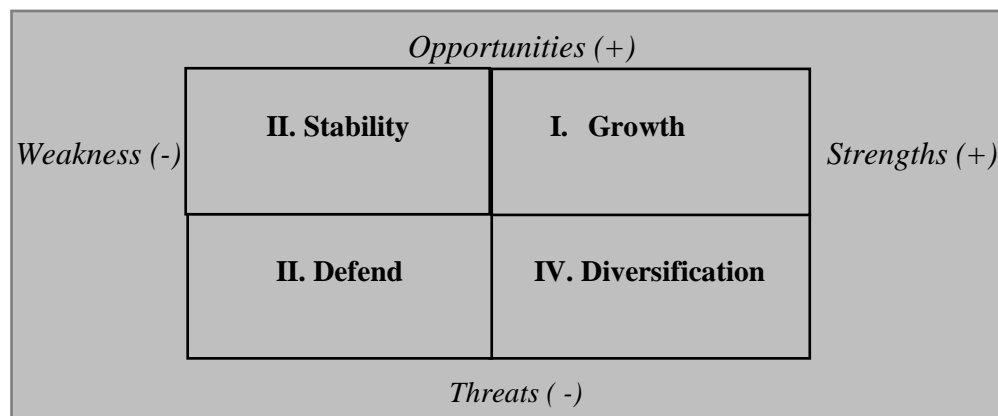 Opportunities (+)
II. Stability
I. Growth
Weakness (-)
Strengths (+)
II. Defend
IV. Diversification
Threats ( -)